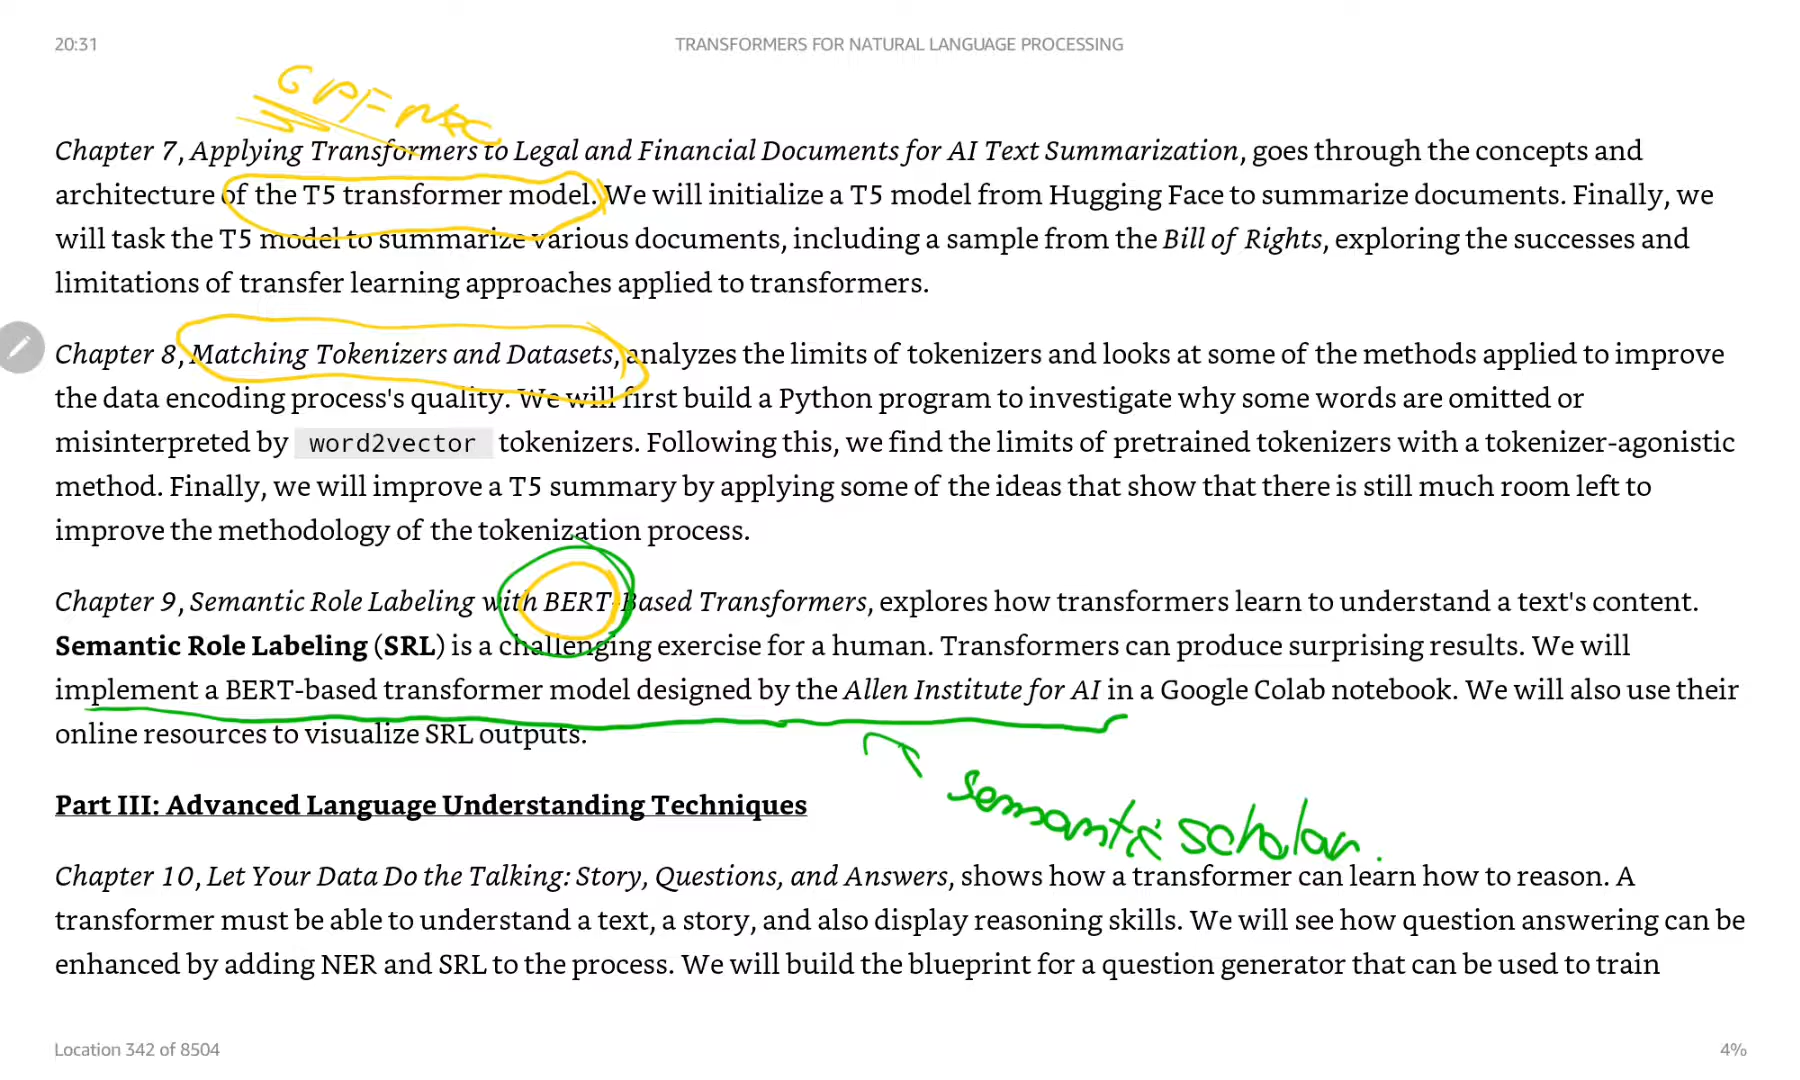 20:31
TRANSFORMERS FOR NATURAL LANGUAGE PROCESSING
Chapter 7, Applying Transformers to Legal and Financial Documents for AI Text Summarization, goes through the concepts and
architecture of the T5 transformer model. We will initialize a T5 model from Hugging Face to summarize documents. Finally, we
will task the T5 model to summarize various documents, including a sample from the Bill of Rights, exploring the successes and
limitations of transfer learning approaches applied to transformers.
Chapter 8, Matching Tokenizers and Datasets, analyzes the limits of tokenizers and looks at some of the methods applied to improve
the data encoding process's quality. We will first build a Python program to investigate why some words are omitted or
misinterpreted by word2vector tokenizers. Following this, we find the limits of pretrained tokenizers with a tokenizer-agonistic
method. Finally, we will improve a T5 summary by applying some of the ideas that show that there is still much room left to
improve the methodology of the tokenization process.
Chapter 9, Semantic Role Labeling with BERT-Based Transformers, explores how transformers learn to understand a text's content.
Semantic Role Labeling (SRL) is a challenging exercise for a human. Transformers can produce surprising results. We will
implement a BERT-based transformer model designed by the Allen Institute for AI in a Google Colab notebook. We will also use their
online resources to visualize SRL outputs.
semantic scholar.
Part III: Advanced Language Understanding Techniques
Chapter 10, Let Your Data Do the Talking: Story, Questions, and Answers, shows how a transformer can learn how to reason. A
transformer must be able to understand a text, a story, and also display reasoning skills. We will see how question answering can be
enhanced by adding NER and SRL to the process. We will build the blueprint for a question generator that can be used to train
Location 342 of 8504
4%